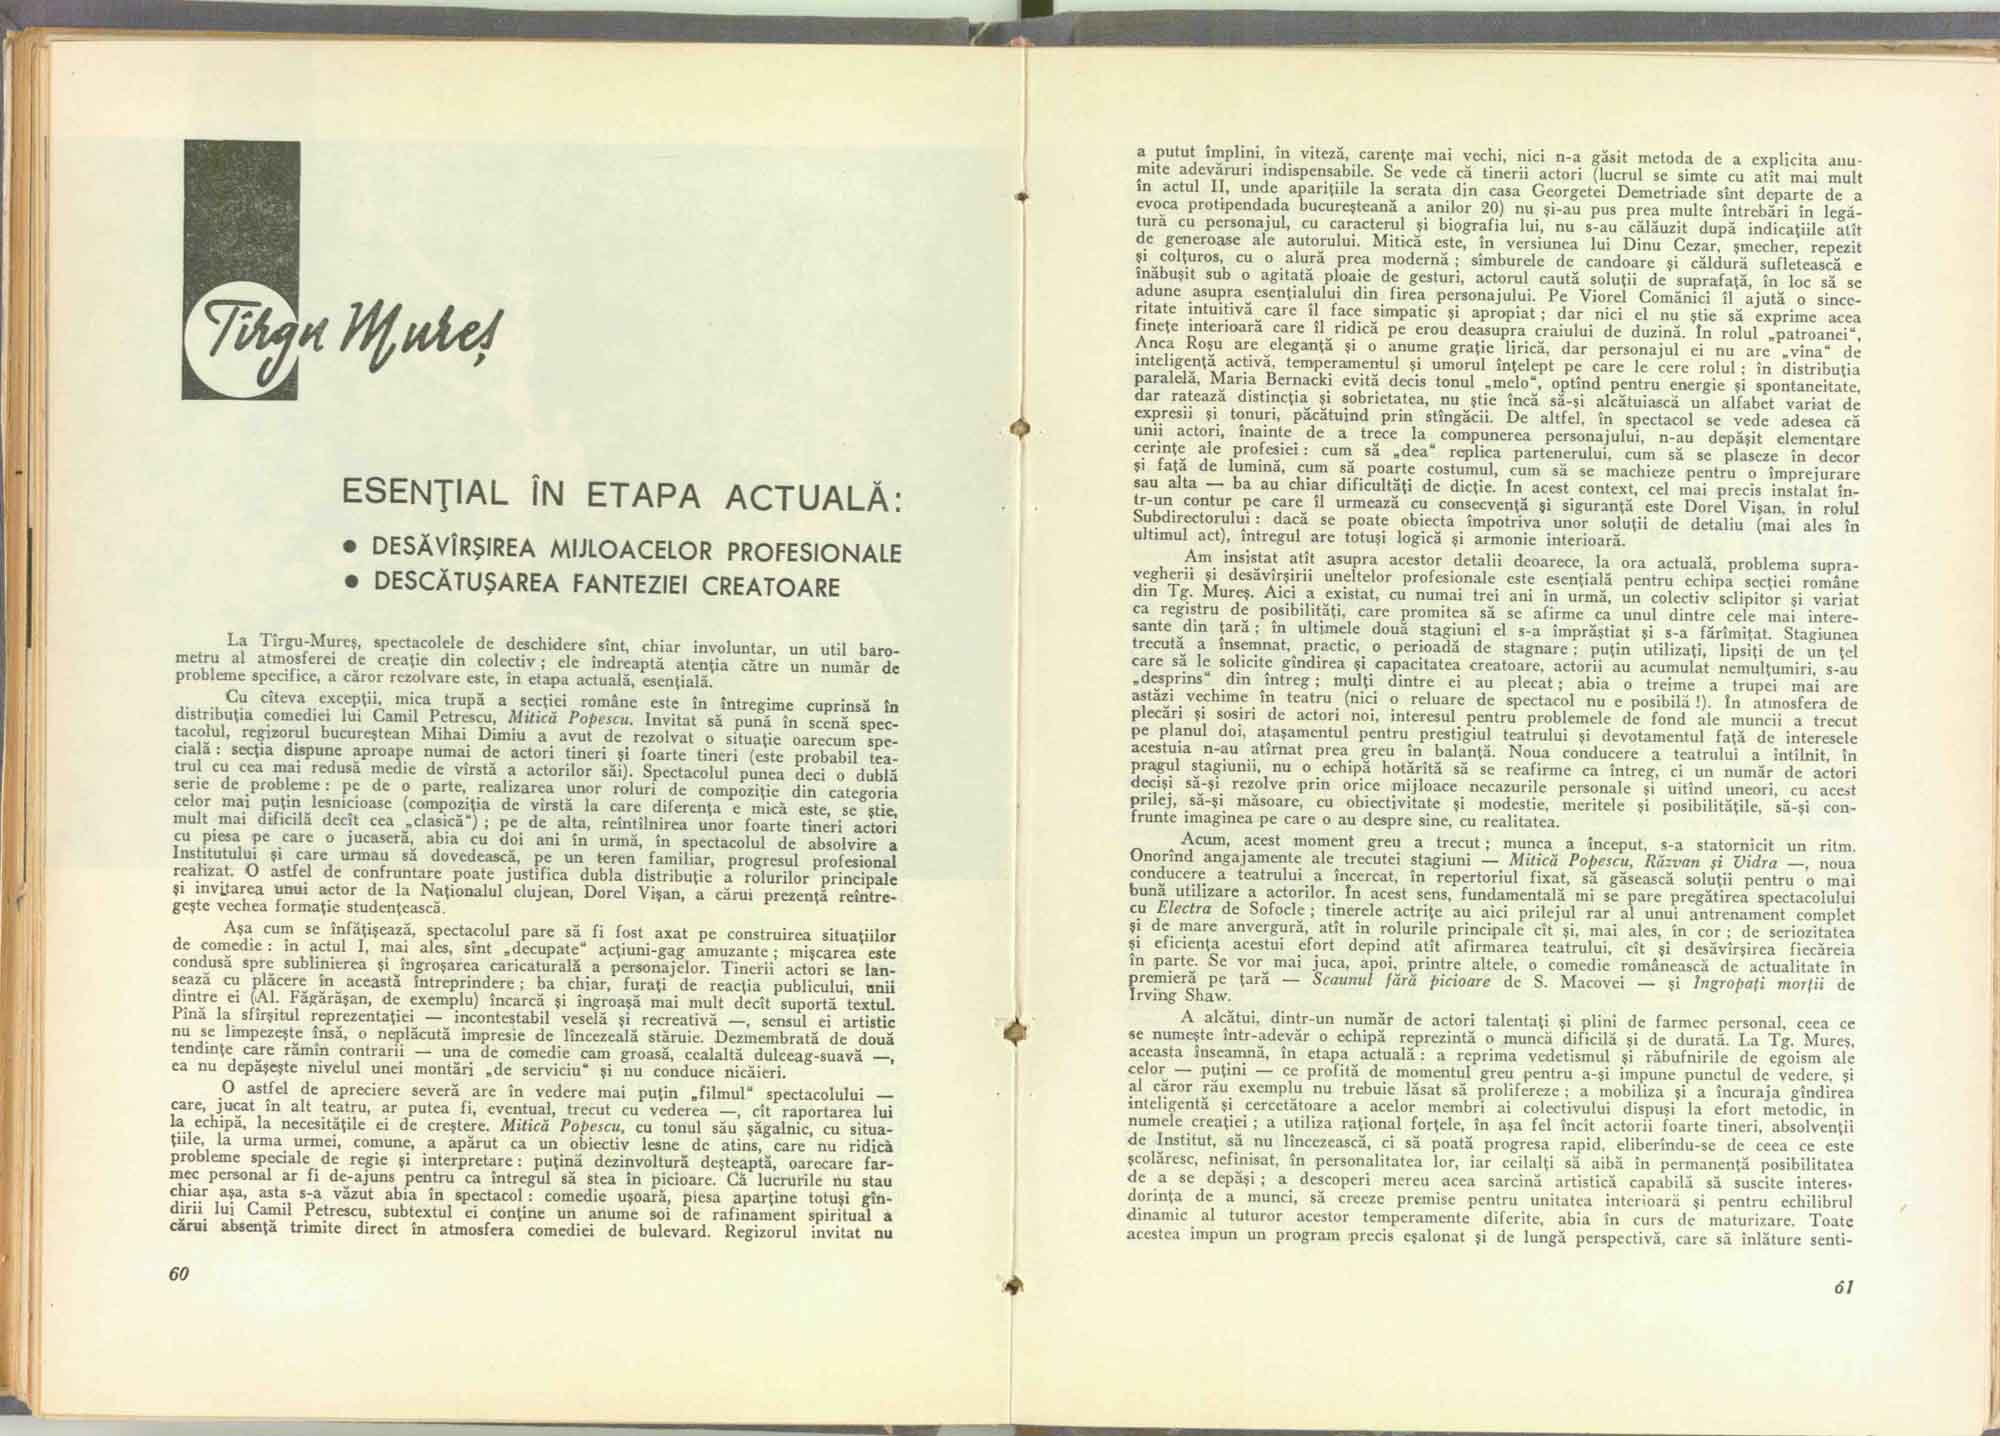 Tîrgu Mureș
ESENȚIAL ÎN ETAPA ACTUALĂ:
• DESĂVÎRȘIREA MIJLOACELOR PROFESIONALE
• DESCĂTUȘAREA FANTEZIEI CREATOARE
La Tîrgu-Mureș, spectacolele de deschidere sînt, chiar involuntar, un util baro-
metru al atmosferei de creație din colectiv ; ele îndreaptă atenția către un număr de
probleme specifice, a căror rezolvare este, în etapa actuală, esențială.
Cu cîteva excepții, mica trupă a secției române este în întregime cuprinsă în
distribuția comediei lui Camil Petrescu, Mitică Popescu. Invitat să pună în scenă spec-
tacolul, regizorul bucureștean Mihai Dimiu a avut de rezolvat o situație oarecum spe-
cială : secția dispune aproape numai de actori tineri și foarte tineri (este probabil tea-
trul cu cea mai redusă medie de vîrstă a actorilor săi). Spectacolul punea deci o dublă
serie de probleme : pe de o parte, realizarea unor roluri de compoziție din categoria
celor mai puțin lesnicioase (compoziția de vîrstă la care diferența e mică este, se știe,
mult mai dificilă decît cea „clasică“) ; pe de alta, reîntîlnirea unor foarte tineri actori
cu piesa pe care o jucaseră, abia cu doi ani în urmă, în spectacolul de absolvire a
Institutului și care urmau să dovedească, pe un teren familiar, progresul profesional
realizat. O astfel de confruntare poate justifica dubla distribuție a rolurilor principale
și invitarea unui actor de la Naționalul clujean, Dorel Vișan, a cărui prezență reîntre-
gește vechea formație studențească.
Așa cum se înfățișează, spectacolul pare să fi fost axat pe construirea situațiilor
de comedie : în actul I, mai ales, sînt „decupate“ acțiuni-gag amuzante ; mișcarea este
condusă spre sublinierea și îngroșarea caricaturală a personajelor. Tinerii actori se lan-
sează cu plăcere în această întreprindere ; ba chiar, furați de reacția publicului, unii
dintre ei (Al. Făgărășan, de exemplu) încarcă și îngroașă mai mult decît suportă textul.
Pînă la sfîrșitul reprezentației — incontestabil veselă și recreativă —, sensul ei artistic
nu se limpezește însă, o neplăcută impresie de lîncezeală stăruie. Dezmembrată de două
tendințe care rămîn contrarii — una de comedie cam groasă, cealaltă dulceag-suavă —,
ea nu depășește nivelul unei montări „de serviciu“ și nu conduce nicăieri.
O astfel de apreciere severă are în vedere mai puțin „filmul“ spectacolului —
care, jucat în alt teatru, ar putea fi, eventual, trecut cu vederea —, cît raportarea lui
la echipă, la necesitățile ei de creștere. Mitică Popescu, cu tonul său șăgalnic, cu situa-
țiile, la urma urmei, comune, a apărut ca un obiectiv lesne de atins, care nu ridică
probleme speciale de regie și interpretare : puțină dezinvoltură deșteaptă, oarecare far-
mec personal ar fi de-ajuns pentru ca întregul să stea în picioare. Că lucrurile nu stau
chiar așa, asta s-a văzut abia în spectacol : comedie ușoară, piesa aparține totuși gîn-
dirii lui Camil Petrescu, subtextul ei conține un anume soi de rafinament spiritual a
cărui absență trimite direct în atmosfera comediei de bulevard. Regizorul invitat nu
60
a putut împlini, în viteză, carențe mai vechi, nici n-a găsit metoda de a explicita anu-
mite adevăruri indispensabile. Se vede că tinerii actori (lucrul se simte cu atît mai mult
în actul II, unde aparițiile la serata din casa Georgetei Demetriade sînt departe de a
evoca protipendada bucureșteană a anilor 20) nu și-au pus prea multe întrebări în legă-
tură cu personajul, cu caracterul și biografia lui, nu s-au călăuzit după indicațiile atît
de generoase ale autorului. Mitică este, în versiunea lui Dinu Cezar, șmecher, repezit
și colțuros, cu o alură prea modernă ; sîmburele de candoare și căldură sufletească e
înăbușit sub o agitată ploaie de gesturi, actorul caută soluții de suprafață, în loc să se
adune asupra esențialului din firea personajului. Pe Viorel Comănici îl ajută o since-
ritate intuitivă care îl face simpatic și apropiat ; dar nici el nu știe să exprime acea
finețe interioară care îl ridică pe erou deasupra craiului de duzină. În rolul „patroanei“,
Anca Roșu are eleganță și o anume grație lirică, dar personajul ei nu are „vina“ de
inteligență activă, temperamentul și umorul înțelept pe care le cere rolul ; în distribuția
paralelă, Maria Bernacki evită decis tonul „melo“, optînd pentru energie și spontaneitate,
dar ratează distincția și sobrietatea, nu știe încă să-și alcătuiască un alfabet variat de
expresii și tonuri, păcătuind prin stîngăcii. De altfel, în spectacol se vede adesea că
unii actori, înainte de a trece la compunerea personajului, n-au depășit elementare
cerințe ale profesiei : cum să „dea“ replica partenerului, cum să se plaseze în decor
și față de lumină, cum să poarte costumul, cum să se machieze pentru o împrejurare
sau alta — ba au chiar dificultăți de dicție. În acest context, cel mai precis instalat în-
tr-un contur pe care îl urmează cu consecvență și siguranță este Dorel Vișan, în rolul
Subdirectorului : dacă se poate obiecta împotriva unor soluții de detaliu (mai ales în
ultimul act), întregul are totuși logică și armonie interioară.
Am insistat atît asupra acestor detalii deoarece, la ora actuală, problema supra-
vegherii și desăvîrșirii uneltelor profesionale este esențială pentru echipa secției române
din Tg. Mureș. Aici a existat, cu numai trei ani în urmă, un colectiv sclipitor și variat
ca registru de posibilități, care promitea să se afirme ca unul dintre cele mai intere-
sante din țară ; în ultimele două stagiuni el s-a împrăștiat și s-a fărîmițat. Stagiunea
trecută a însemnat, practic, o perioadă de stagnare : puțin utilizați, lipsiți de un țel
care să le solicite gîndirea și capacitatea creatoare, actorii au acumulat nemulțumiri, s-au
„desprins“ din întreg ; mulți dintre ei au plecat ; abia o treime a trupei mai are
astăzi vechime în teatru (nici o reluare de spectacol nu e posibilă !). În atmosfera de
plecări și sosiri de actori noi, interesul pentru problemele de fond ale muncii a trecut
pe planul doi, atașamentul pentru prestigiul teatrului și devotamentul față de interesele
acestuia n-au atîrnat prea greu în balanță. Noua conducere a teatrului a întîlnit, în
pragul stagiunii, nu o echipă hotărîtă să se reafirme ca întreg, ci un număr de actori
deciși să-și rezolve prin orice mijloace necazurile personale și uitînd uneori, cu acest
prilej, să-și măsoare, cu obiectivitate și modestie, meritele și posibilitățile, să-și con-
frunte imaginea pe care o au despre sine, cu realitatea.
Acum, acest moment greu a trecut ; munca a început, s-a statornicit un ritm.
Onorînd angajamente ale trecutei stagiuni — Mitică Popescu, Răzvan și Vidra —, noua
conducere a teatrului a încercat, în repertoriul fixat, să găsească soluții pentru o mai
bună utilizare a actorilor. În acest sens, fundamentală mi se pare pregătirea spectacolului
cu Electra de Sofocle ; tinerele actrițe au aici prilejul rar al unui antrenament complet
și de mare anvergură, atît în rolurile principale cît și, mai ales, în cor ; de seriozitatea
și eficiența acestui efort depind atît afirmarea teatrului, cît și desăvîrșirea fiecăreia
în parte. Se vor mai juca, apoi, printre altele, o comedie românească de actualitate în
premieră pe țară — Scaunul fără picioare de S. Macovei — și Îngropați morții de
Irving Shaw.
A alcătui, dintr-un număr de actori talentați și plini de farmec personal, ceea ce
se numește într-adevăr o echipă reprezintă o muncă dificilă și de durată. La Tg. Mureș,
aceasta înseamnă, în etapa actuală : a reprima vedetismul și răbufnirile de egoism ale
celor — puțini — ce profită de momentul greu pentru a-și impune punctul de vedere, și
al căror rău exemplu nu trebuie lăsat să prolifereze ; a mobiliza și a încuraja gîndirea
inteligentă și cercetătoare a acelor membri ai colectivului dispuși la efort metodic, în
numele creației ; a utiliza rațional forțele, în așa fel încît actorii foarte tineri, absolvenții
de Institut, să nu lîncezească, ci să poată progresa rapid, eliberîndu-se de ceea ce este
școlăresc, nefinisat, în personalitatea lor, iar ceilalți să aibă în permanență posibilitatea
de a se depăși ; a descoperi mereu acea sarcină artistică capabilă să suscite interes,
dorința de a munci, să creeze premise pentru unitatea interioară și pentru echilibrul
dinamic al tuturor acestor temperamente diferite, abia în curs de maturizare. Toate
acestea impun un program precis eșalonat și de lungă perspectivă, care să înlăture senti-
61